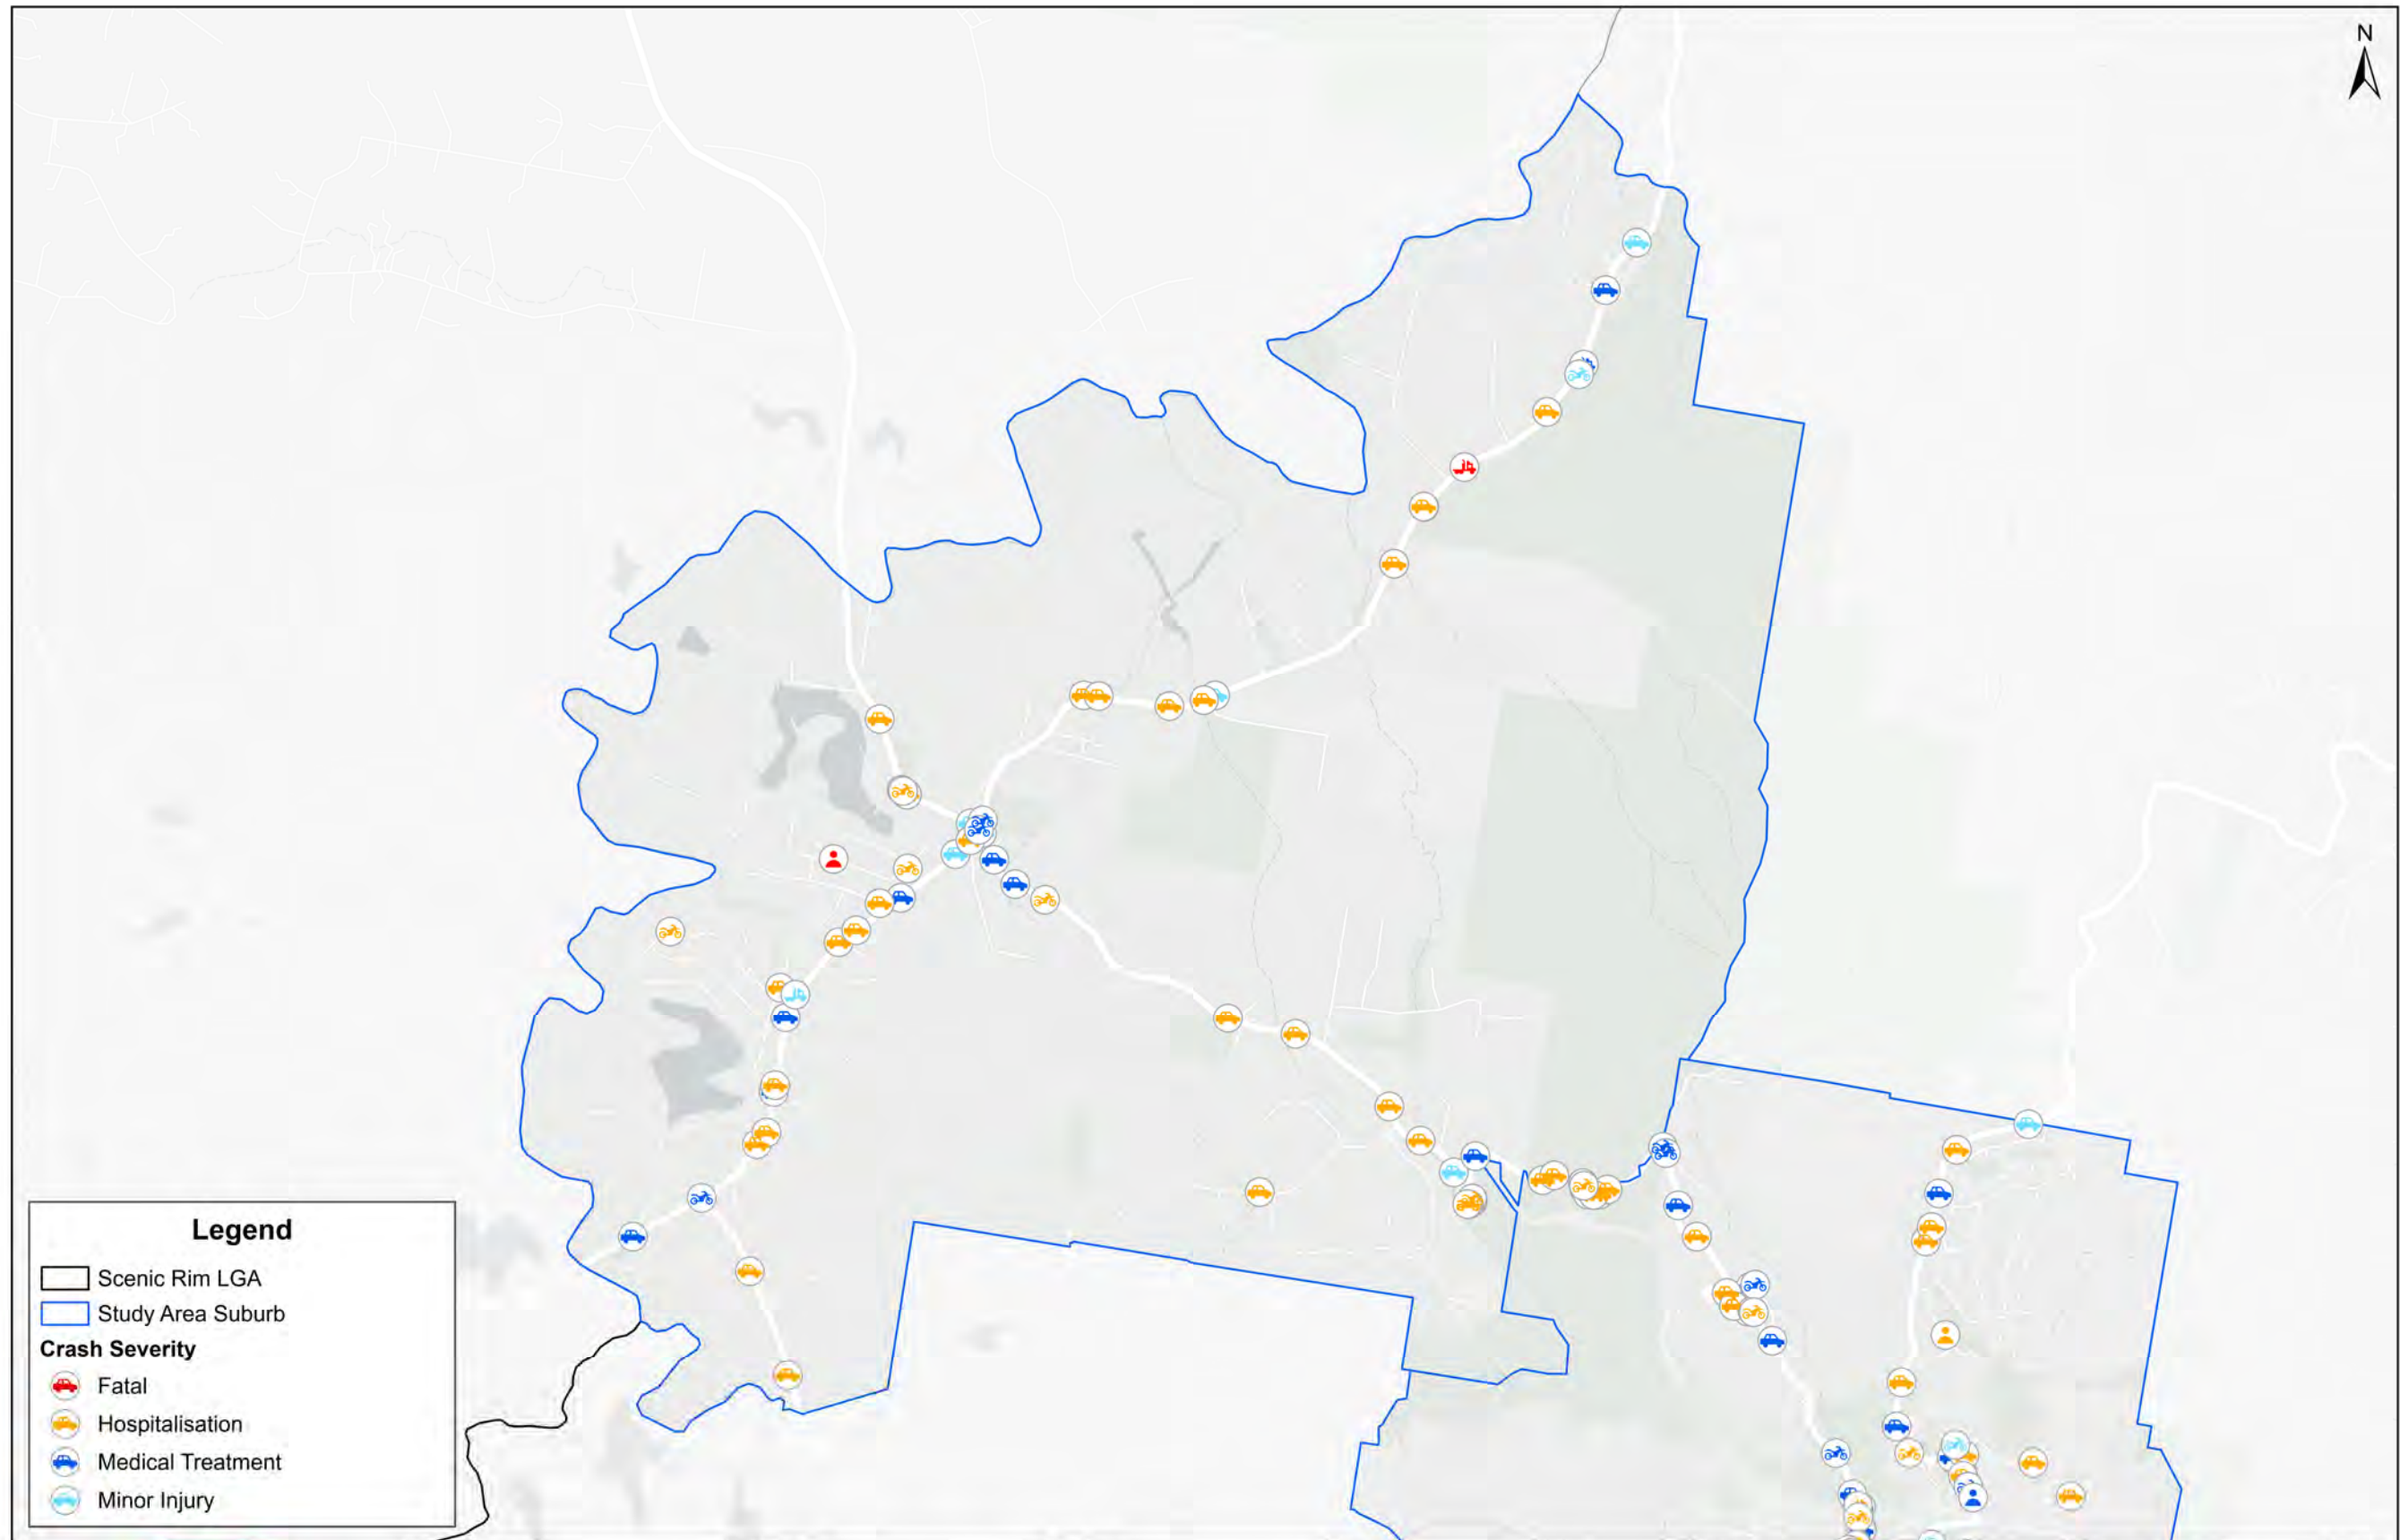 N
Legend
Scenic Rim LGA
Study Area Suburb
Crash Severity
Fatal
Hospitalisation
Medical Treatment
Minor Injury